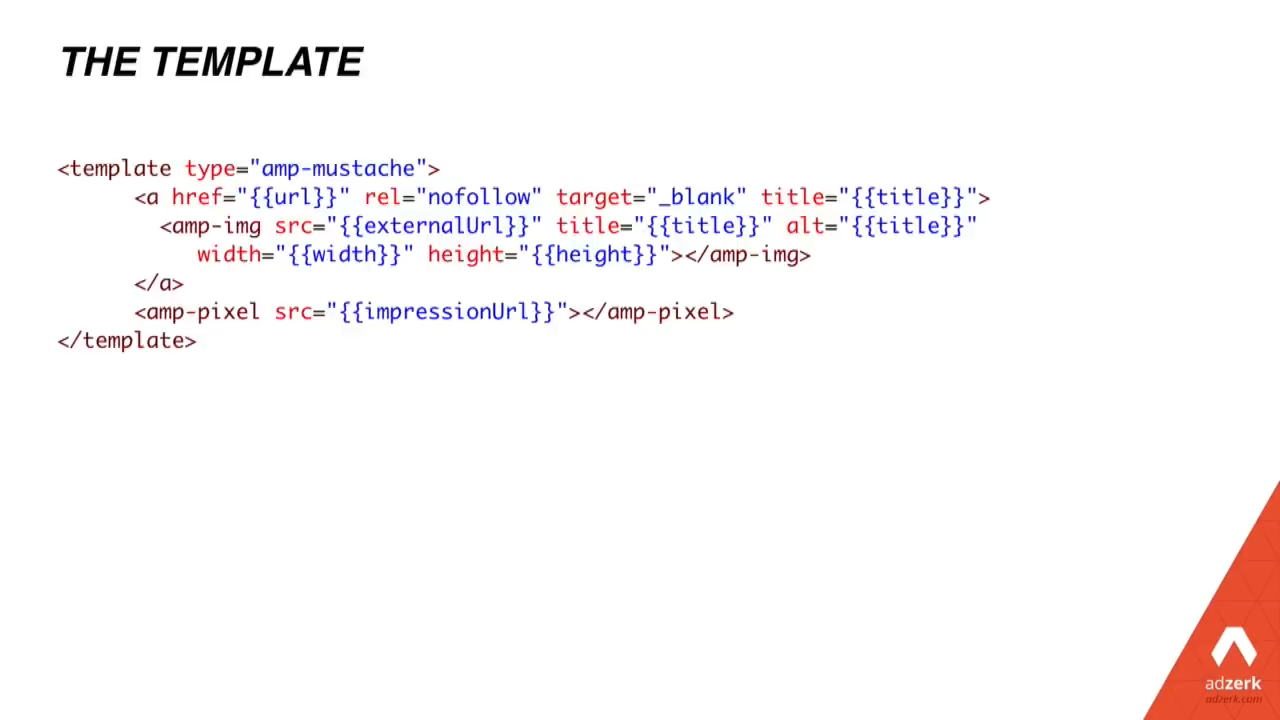 THE TEMPLATE
<template type="amp-mustache">
<a href="{{url}}" rel="nofollow" target="_blank" title="{{title}}">
<amp-img src="{{externalUrl}}" title="{{title}}" alt="{{title}}"
width="{{width}}" height="{{height}}"></amp-img>
</a>
<amp-pixel src="{{impressionUrl}}"></amp-pixel>
</template>
adzerk
adzerk.com